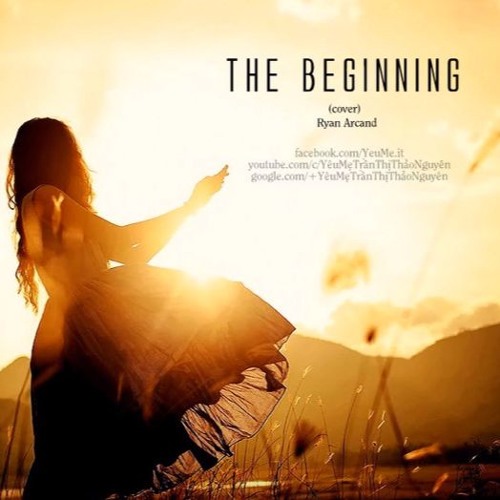 THE BEGINNING
(cover)
Ryan Arcand
facebook.com/YeuMe.it
youtube.com/c/YêuMẹTrầnThịThảoNguyên
google.com/+YêuMẹTrầnThịThảoNguyên